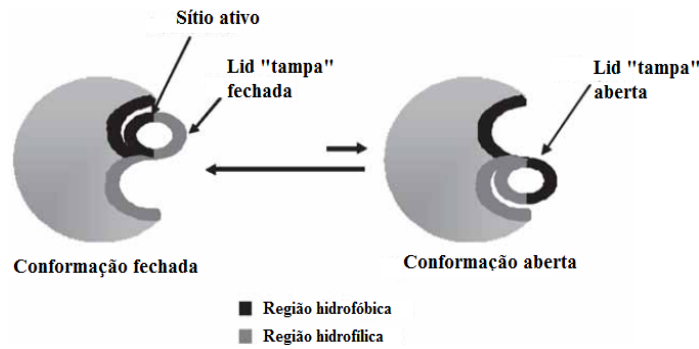 Sítio ativo
Lid "tampa"
fechada
Lid "tampa"
aberta
Conformação fechada
Conformação aberta
Região hidrofóbica
Região hidrofílica